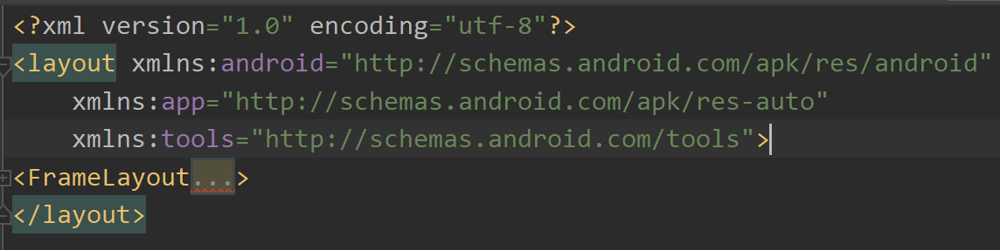 <?xml version="1.0" encoding="utf-8"?>
<layout xmlns:android="http://schemas.android.com/apk/res/android"
    xmlns:app="http://schemas.android.com/apk/res-auto"
    xmlns:tools="http://schemas.android.com/tools">
<FrameLayout...>
</layout>